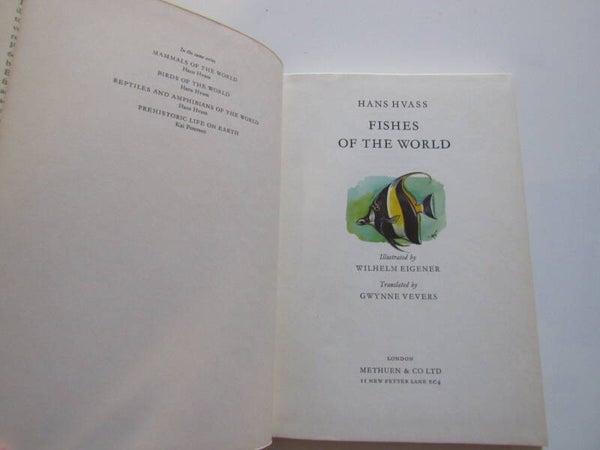 In the same series
MAMMALS OF THE WORLD
Hans Hvass
BIRDS OF THE WORLD
Hans Hvass
REPTILES AND AMPHIBIANS OF THE WORLD
Hans Hvass
PREHISTORIC LIFE ON EARTH
Kai Petersen
HANS HVASS
FISHES
OF THE WORLD
Illustrated by
WILHELM EIGENER
Translated by
GWYNNE VEVERS
LONDON
METHUEN & CO LTD
11 NEW FETTER LANE EC4